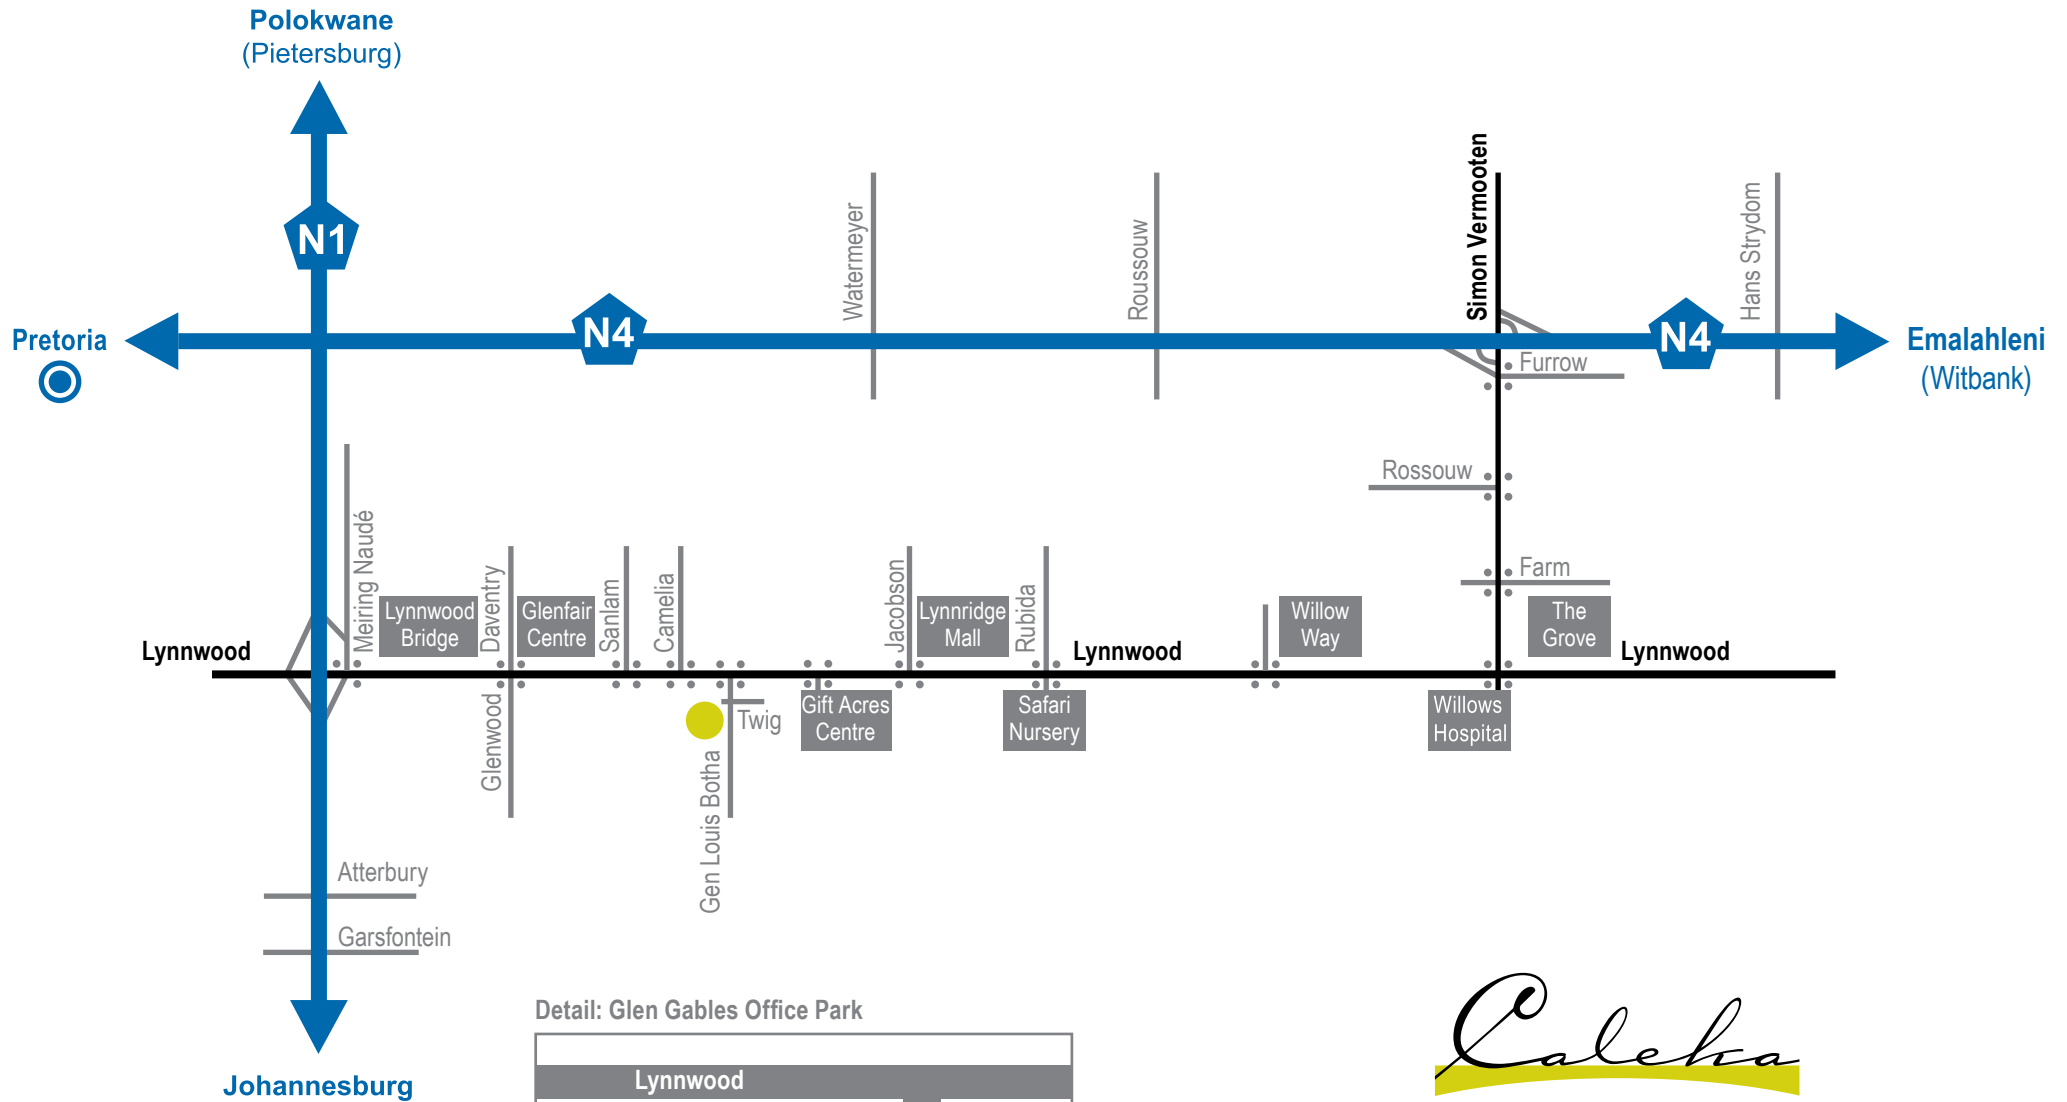 Polokwane
(Pietersburg)
N1
Watermeyer
Roussouw
Simon Vermooten
Hans Strydom
Pretoria
N4
N4
Emalahleni
(Witbank)
Furrow
Rossouw
Farm
Meiring Naudé
Lynnwood
Bridge
Daventry
Glenfair
Centre
Sanlam
Camelia
Jacobson
Lynnridge
Mall
Rubida
Willow
Way
The
Grove
Lynnwood
Lynnwood
Lynnwood
Glenwood
Gen Louis Botha
Twig
Gift Acres
Centre
Safari
Nursery
Willows
Hospital
Atterbury
Garsfontein
Johannesburg
Detail: Glen Gables Office Park
Lynnwood
Caleka